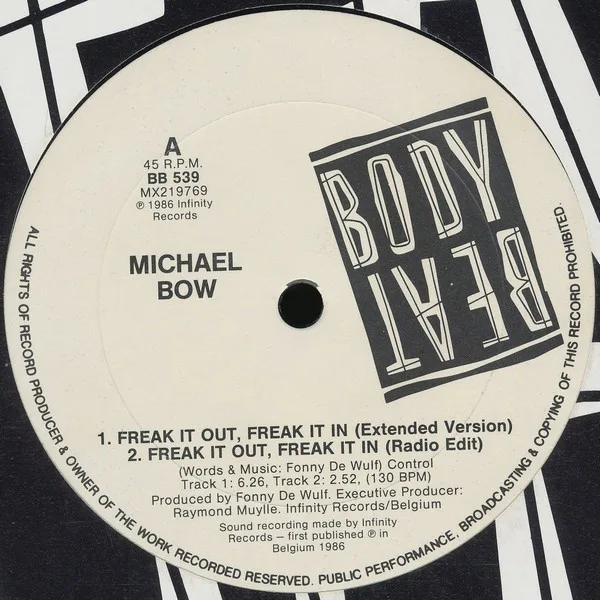 A
45 R.P.M.
BB 539
MX219769
℗ 1986 Infinity
Records
MICHAEL
BOW
BODY
BEAT
1. FREAK IT OUT, FREAK IT IN (Extended Version)
2. FREAK IT OUT, FREAK IT IN (Radio Edit)
(Words & Music: Fonny De Wulf) Control
Track 1: 6.26, Track 2: 2.52, (130 BPM)
Produced by Fonny De Wulf. Executive Producer:
Raymond Muylle. Infinity Records/Belgium
Sound recording made by Infinity
Records – first published ℗ in
Belgium 1986
ALL RIGHTS OF RECORD PRODUCER & OWNER OF THE WORK RECORDED RESERVED. PUBLIC PERFORMANCE, BROADCASTING & COPYING OF THIS RECORD PROHIBITED.